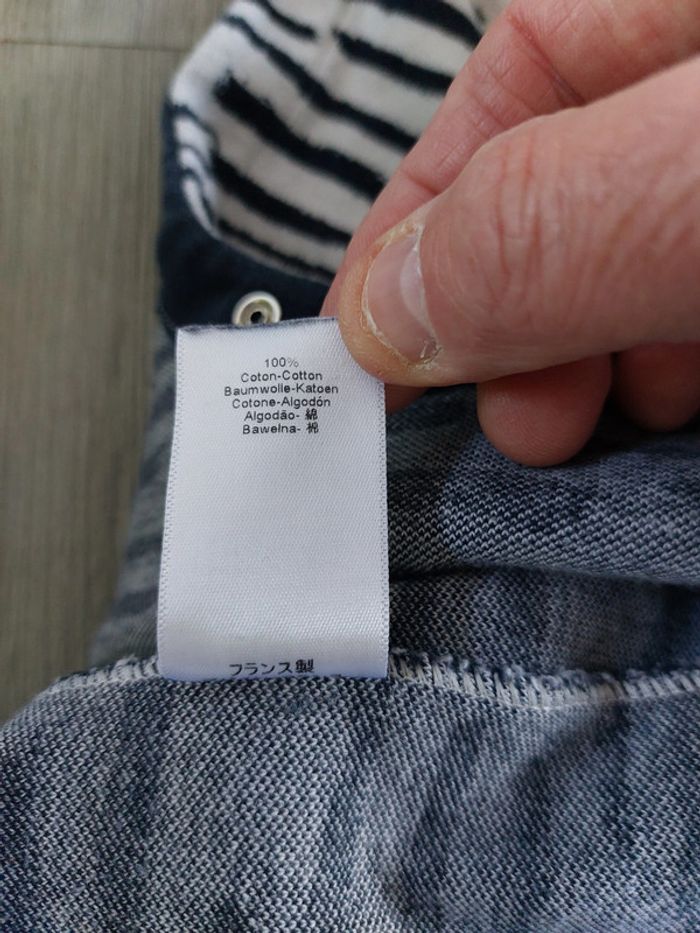 100%
Coton-Cotton
Baumwolle-Katoen
Cotone-Algodón
Algodão- 綿
Bawełna- 棉
フランス製